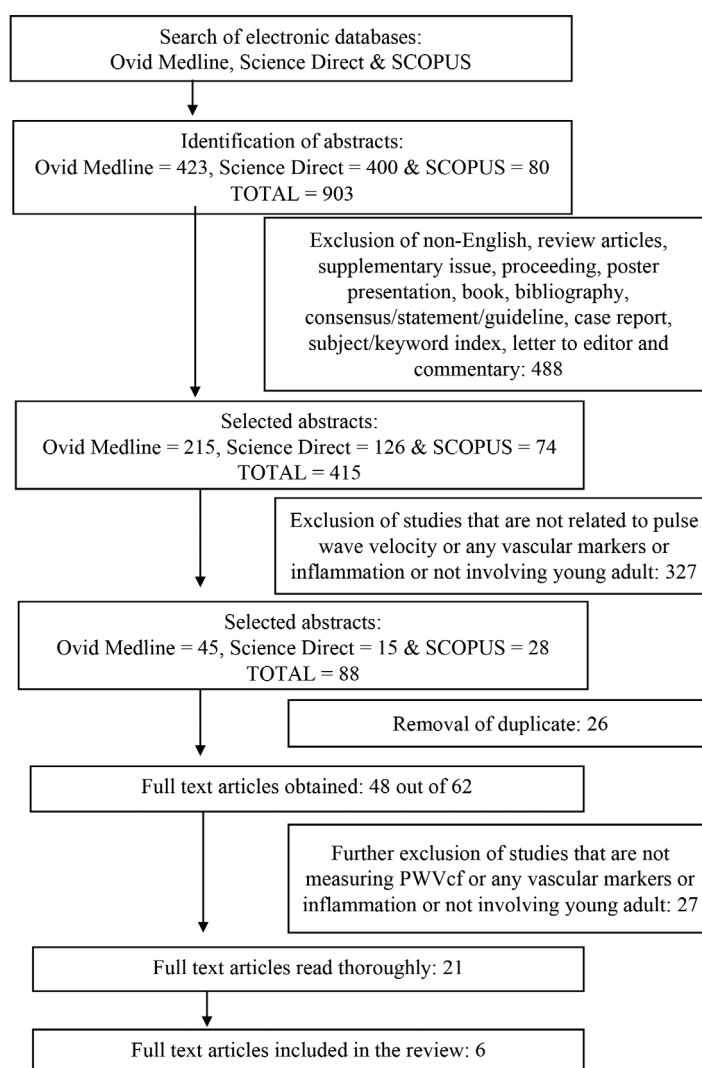 Search of electronic databases:
Ovid Medline, Science Direct & SCOPUS
Identification of abstracts:
Ovid Medline = 423, Science Direct = 400 & SCOPUS = 80
TOTAL = 903
Exclusion of non-English, review articles,
supplementary issue, proceeding, poster
presentation, book, bibliography,
consensus/statement/guideline, case report,
subject/keyword index, letter to editor and
commentary: 488
Selected abstracts:
Ovid Medline = 215, Science Direct = 126 & SCOPUS = 74
TOTAL = 415
Exclusion of studies that are not related to pulse
wave velocity or any vascular markers or
inflammation or not involving young adult: 327
Selected abstracts:
Ovid Medline = 45, Science Direct = 15 & SCOPUS = 28
TOTAL = 88
Removal of duplicate: 26
Full text articles obtained: 48 out of 62
Further exclusion of studies that are not
measuring PWVcf or any vascular markers or
inflammation or not involving young adult: 27
Full text articles read thoroughly: 21
Full text articles included in the review: 6